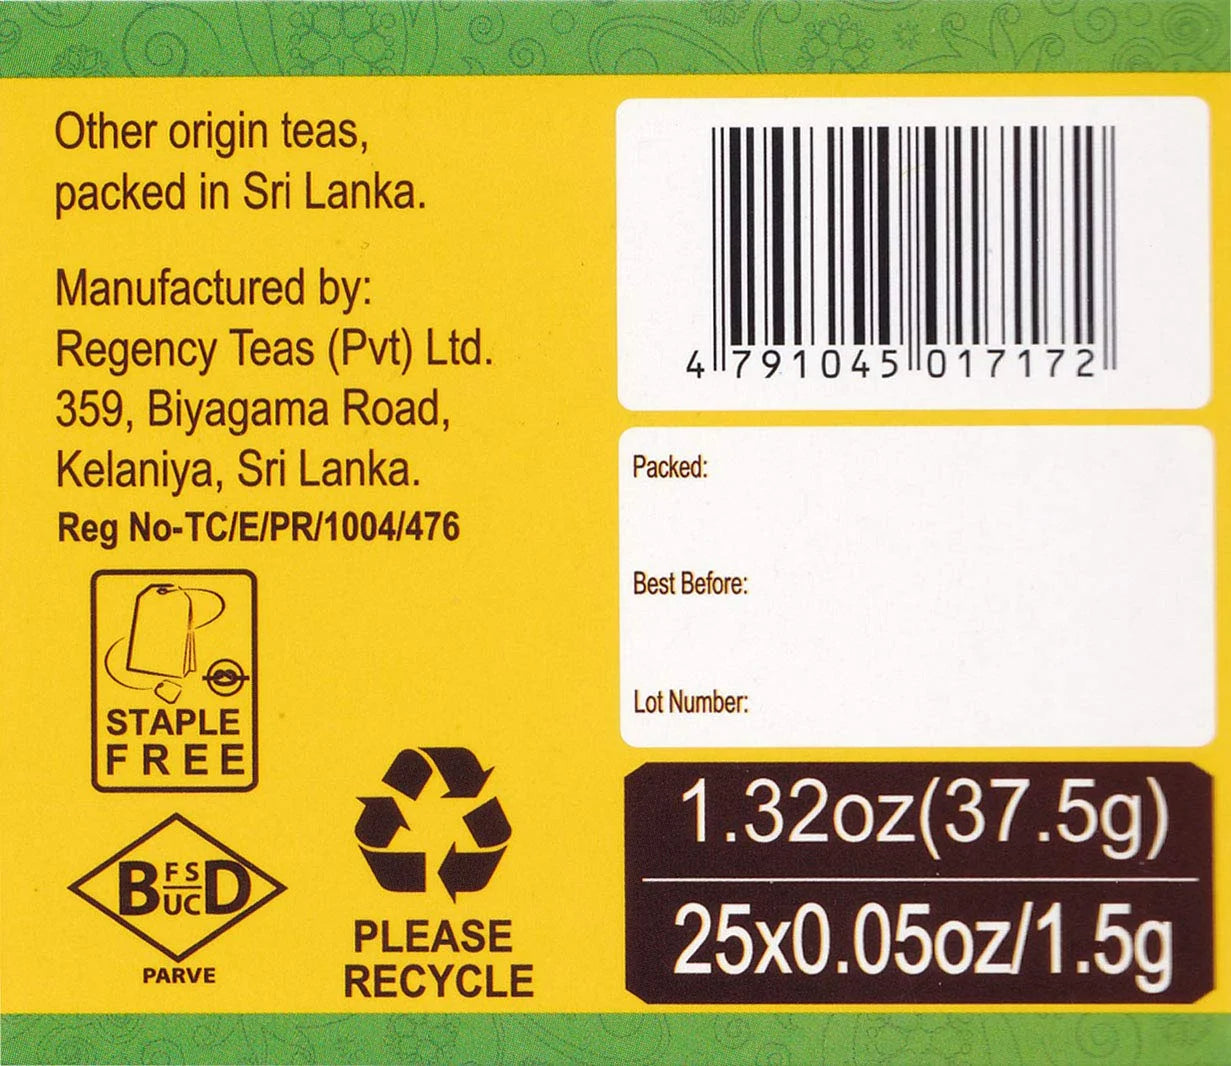 Other origin teas,
packed in Sri Lanka.
Manufactured by:
Regency Teas (Pvt) Ltd.
359, Biyagama Road,
Kelaniya, Sri Lanka.
Reg No-TC/E/PR/1004/476
STAPLE
FREE
B FS UC D
PARVE
PLEASE
RECYCLE
4 791045 017172
Packed:
Best Before:
Lot Number:
1.32oz(37.5g)
25x0.05oz/1.5g